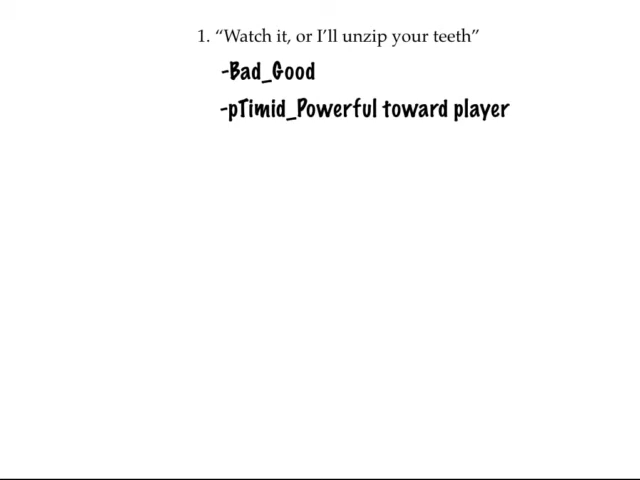 1. “Watch it, or I’ll unzip your teeth”
-Bad_Good
-pTimid_Powerful toward player